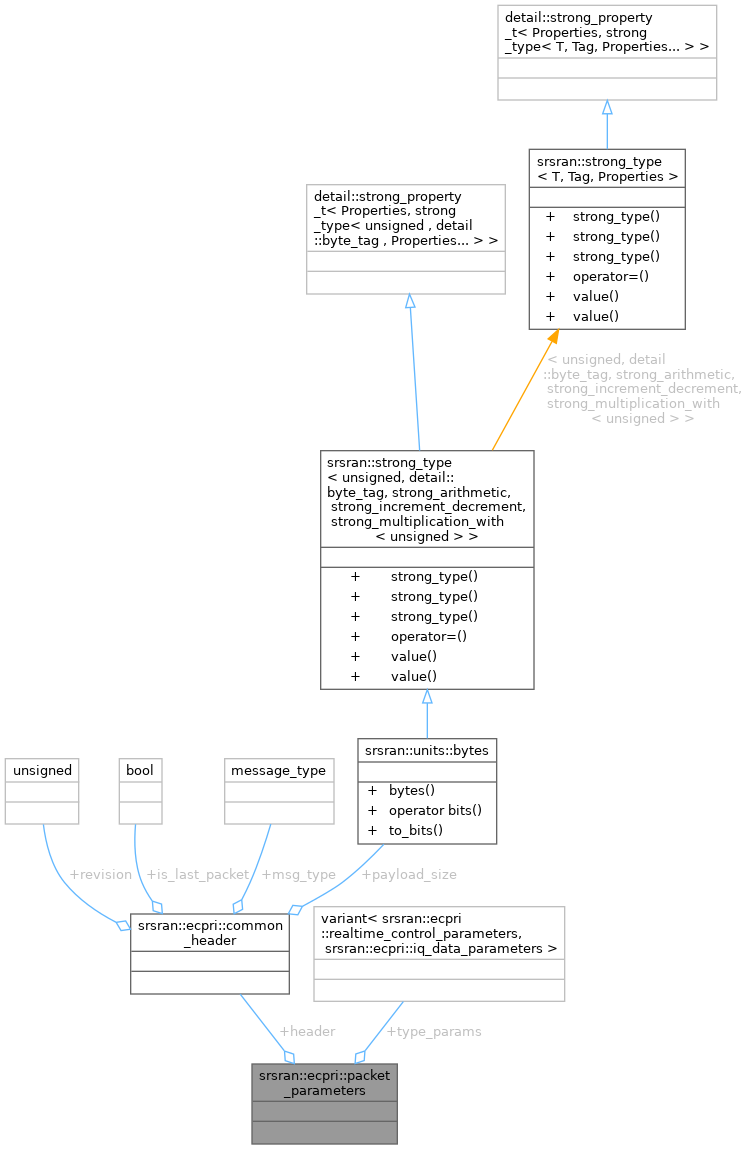 detail::strong_property
_t< Properties, strong
_type< T, Tag, Properties... > >
srsran::strong_type
< T, Tag, Properties >
+ strong_type()
+ strong_type()
+ strong_type()
+ operator=()
+ value()
+ value()
detail::strong_property
_t< Properties, strong
_type< unsigned , detail
::byte_tag , Properties... > >
< unsigned, detail
::byte_tag, strong_arithmetic,
strong_increment_decrement,
strong_multiplication_with
< unsigned > >
srsran::strong_type
< unsigned, detail::
byte_tag, strong_arithmetic,
strong_increment_decrement,
strong_multiplication_with
< unsigned > >
+ strong_type()
+ strong_type()
+ strong_type()
+ operator=()
+ value()
+ value()
unsigned
bool
message_type
srsran::units::bytes
+ bytes()
+ operator bits()
+ to_bits()
+revision
+is_last_packet
+msg_type
+payload_size
srsran::ecpri::common
_header
variant< srsran::ecpri
::realtime_control_parameters,
srsran::ecpri::iq_data_parameters >
+header
+type_params
srsran::ecpri::packet
_parameters